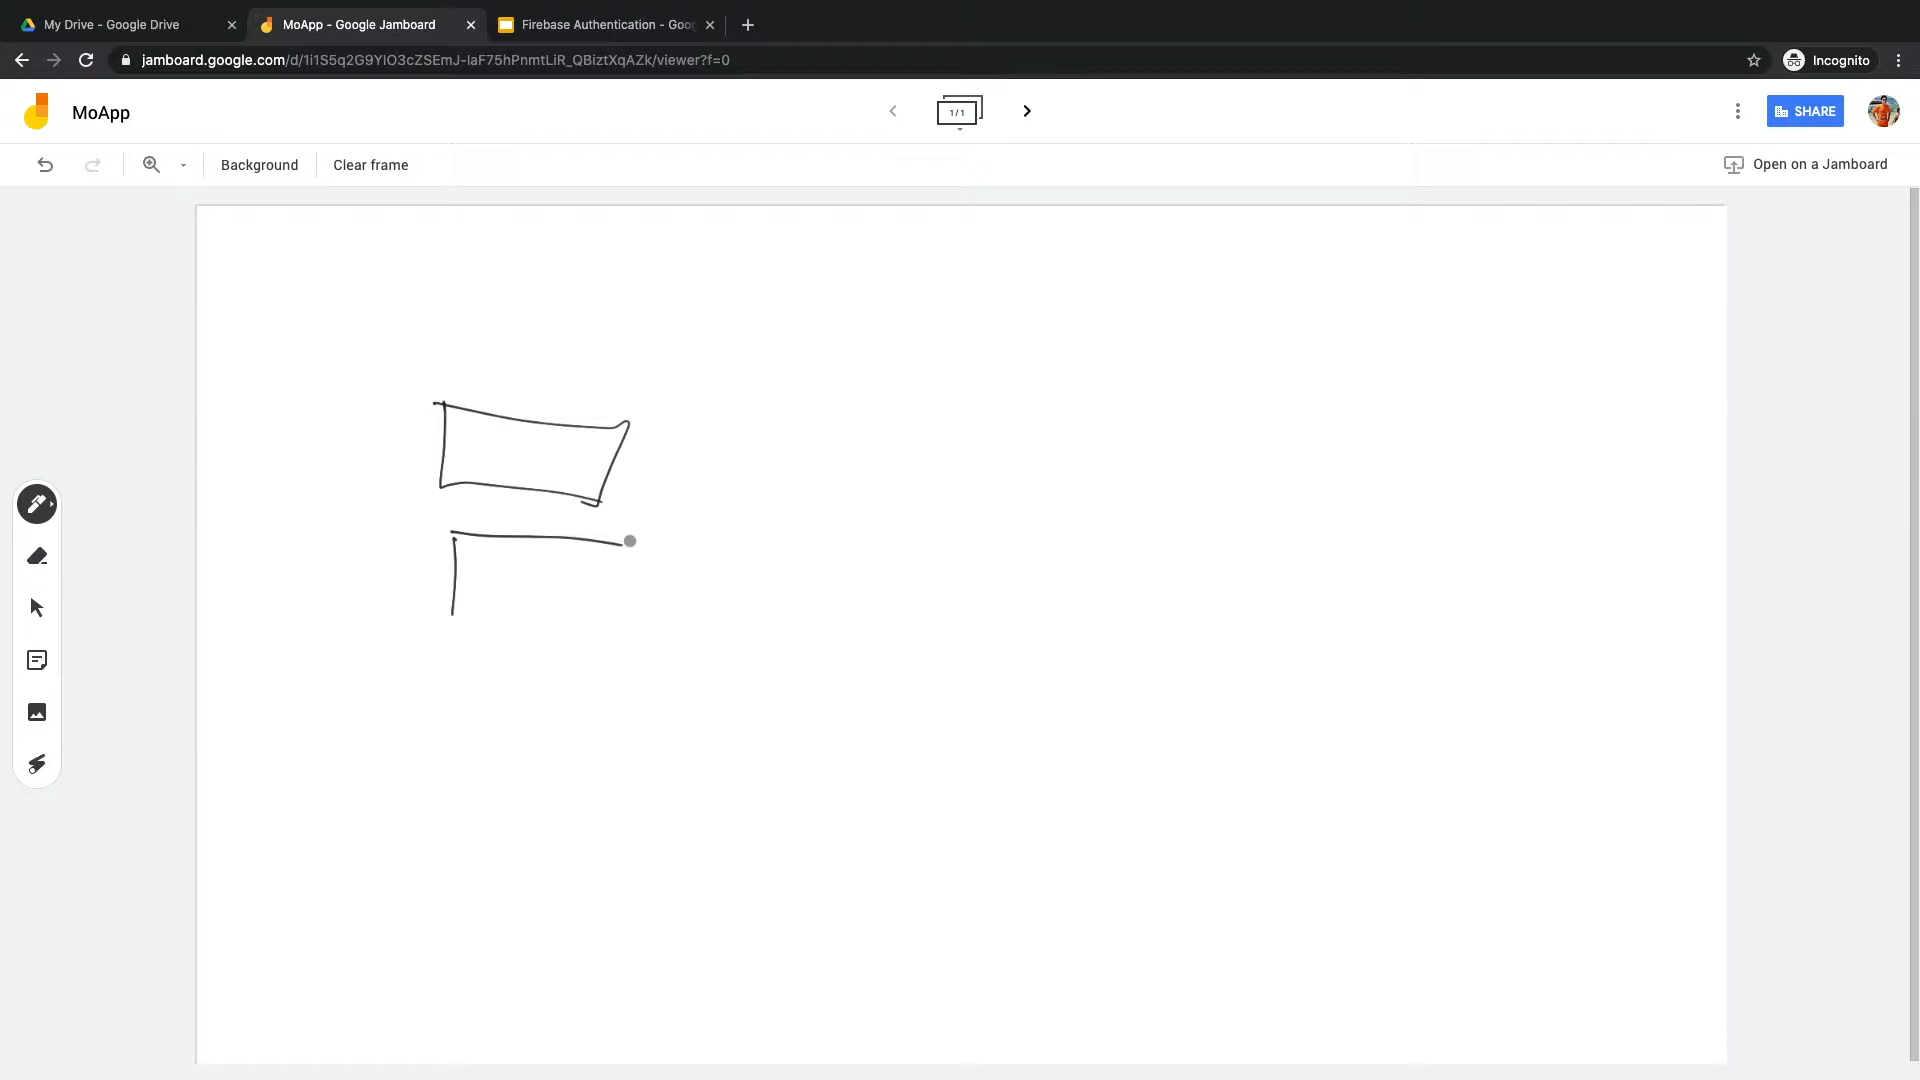 My Drive - Google Drive
MoApp - Google Jamboard
Firebase Authentication - Goo
jamboard.google.com/d/1i1S5q2G9YIO3cZSEmJ-IaF75hPnmtLiR_QBiztXqAZk/viewer?f=0
Incognito
MoApp
1/1
SHARE
Background
Clear frame
Open on a Jamboard